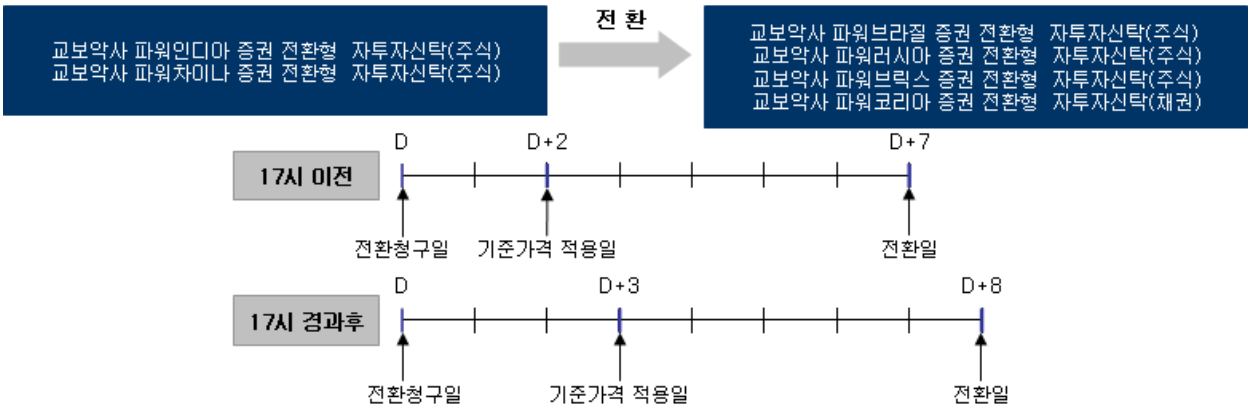 교보악사 파워인디아 증권 전환형 자투자신탁(주식)
교보악사 파워차이나 증권 전환형 자투자신탁(주식)
전 환
교보악사 파워브라질 증권 전환형 자투자신탁(주식)
교보악사 파워러시아 증권 전환형 자투자신탁(주식)
교보악사 파워브릭스 증권 전환형 자투자신탁(주식)
교보악사 파워코리아 증권 전환형 자투자신탁(채권)
D D+2 D+7
17시 이전
전환청구일 기준가격 적용일 전환일
D D+3 D+8
17시 경과후
전환청구일 기준가격 적용일 전환일